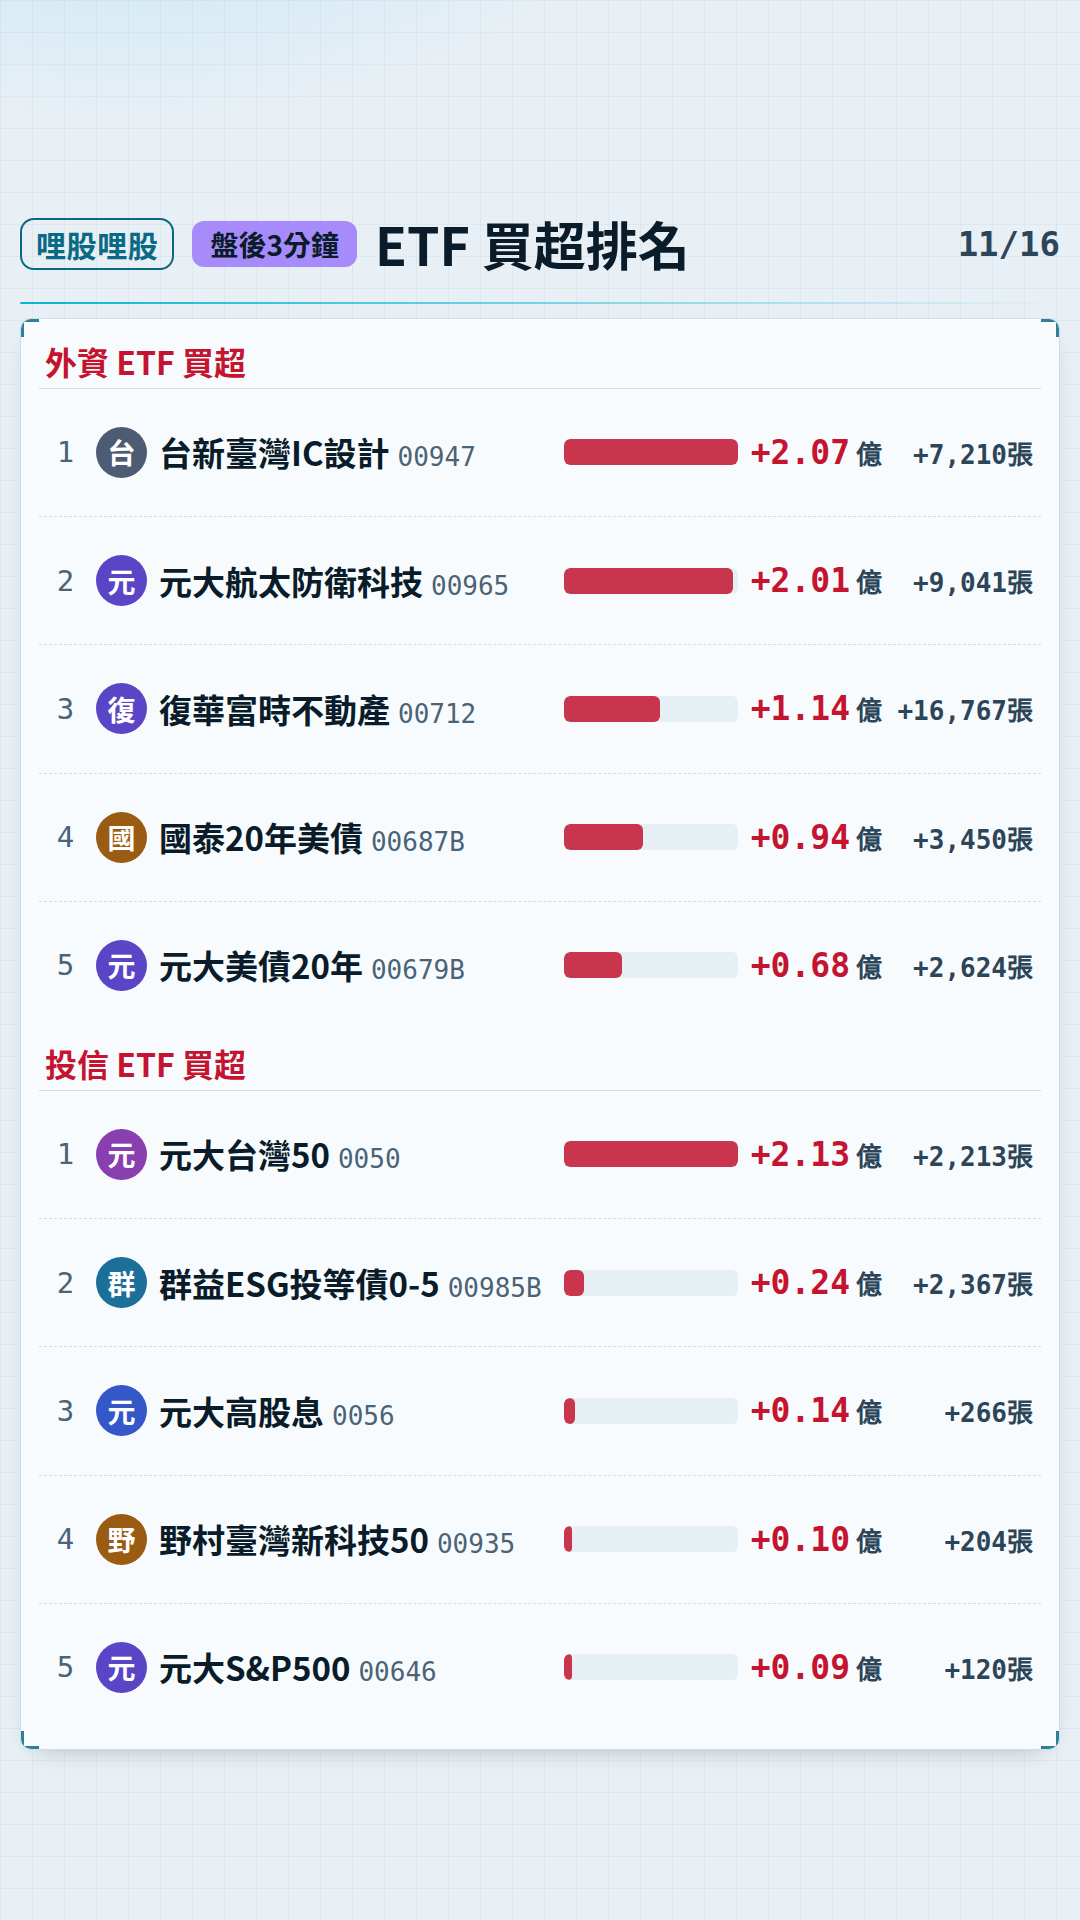 哩股哩股 盤後3分鐘 ETF 買超排名 11/16
外資 ETF 買超
1 台 台新臺灣IC設計 00947 +2.07 億 +7,210張
2 元 元大航太防衛科技 00965 +2.01 億 +9,041張
3 復 復華富時不動產 00712 +1.14 億 +16,767張
4 國 國泰20年美債 00687B +0.94 億 +3,450張
5 元 元大美債20年 00679B +0.68 億 +2,624張
投信 ETF 買超
1 元 元大台灣50 0050 +2.13 億 +2,213張
2 群 群益ESG投等債0-5 00985B +0.24 億 +2,367張
3 元 元大高股息 0056 +0.14 億 +266張
4 野 野村臺灣新科技50 00935 +0.10 億 +204張
5 元 元大S&P500 00646 +0.09 億 +120張